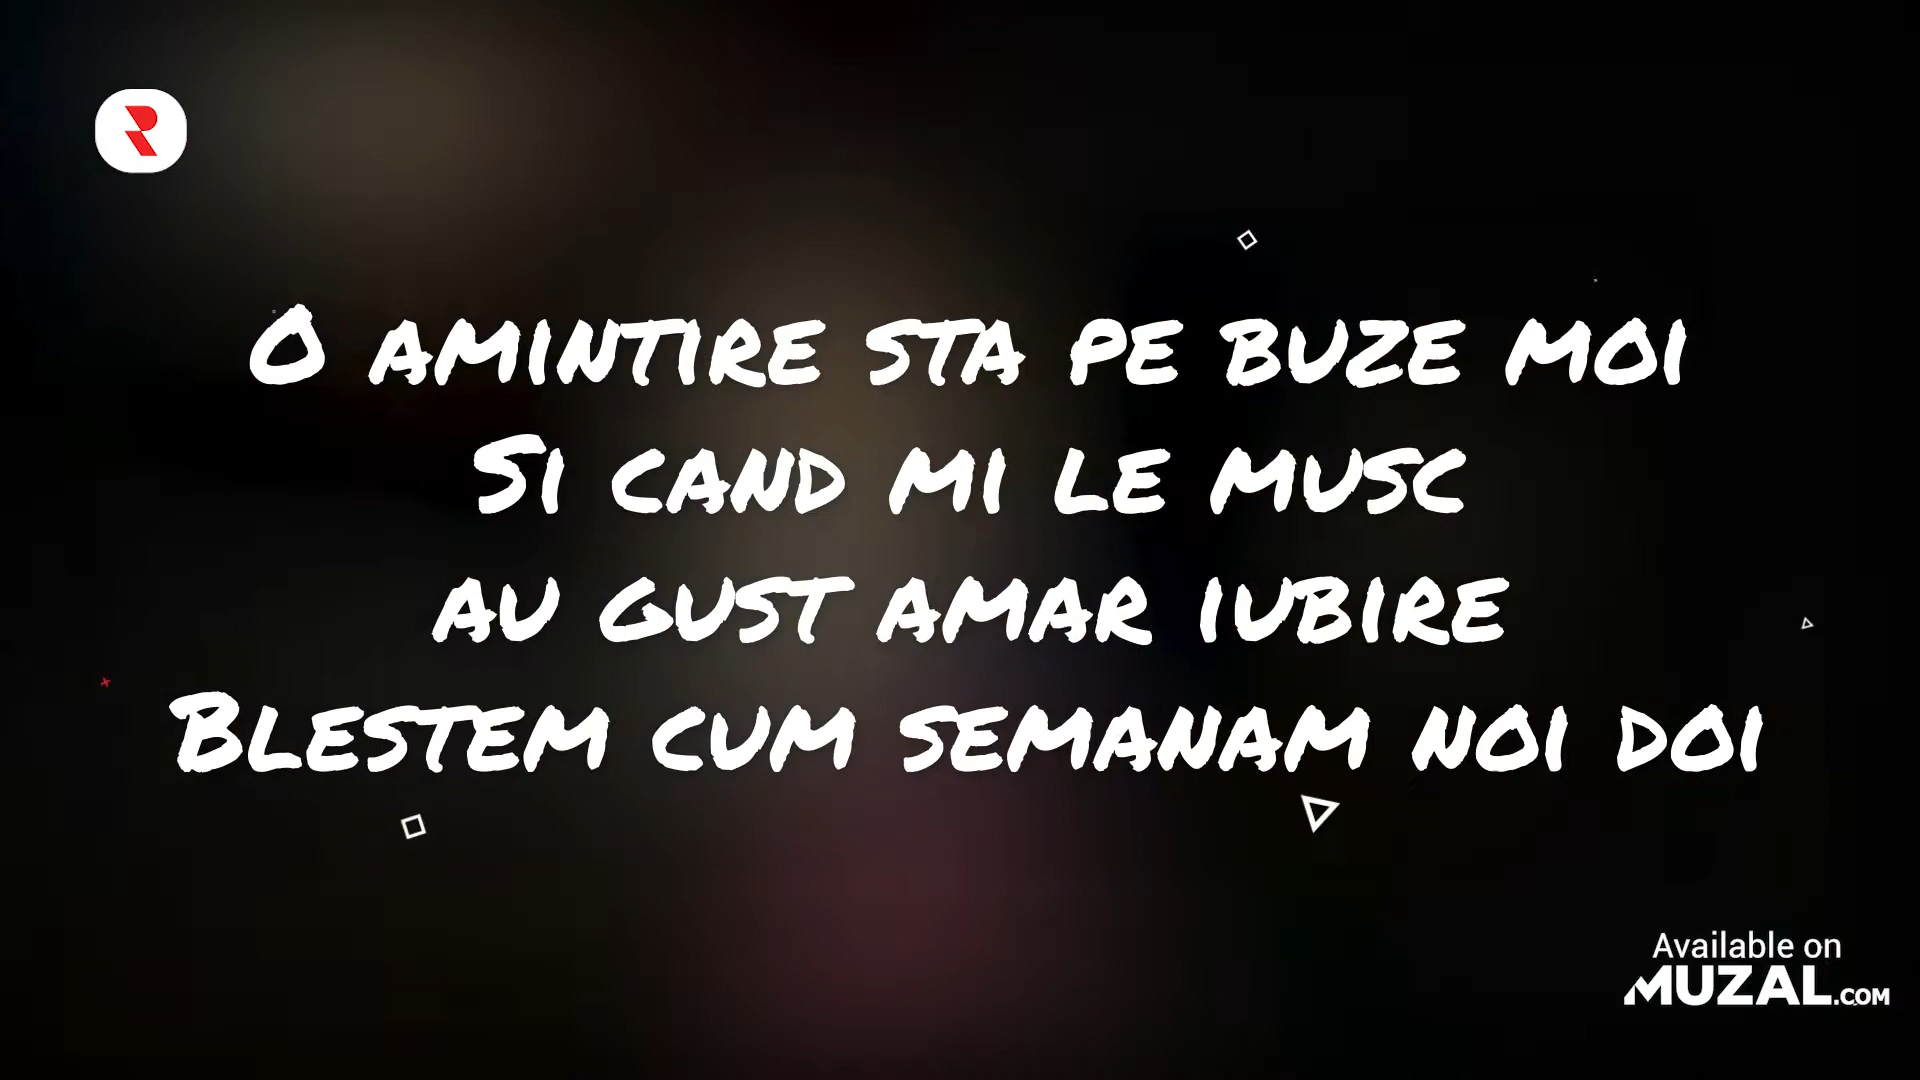 O amintire sta pe buze moi
Si cand mi le musc
au gust amar iubire
Blestem cum semanam noi doi
Available on
MUZAL.COM